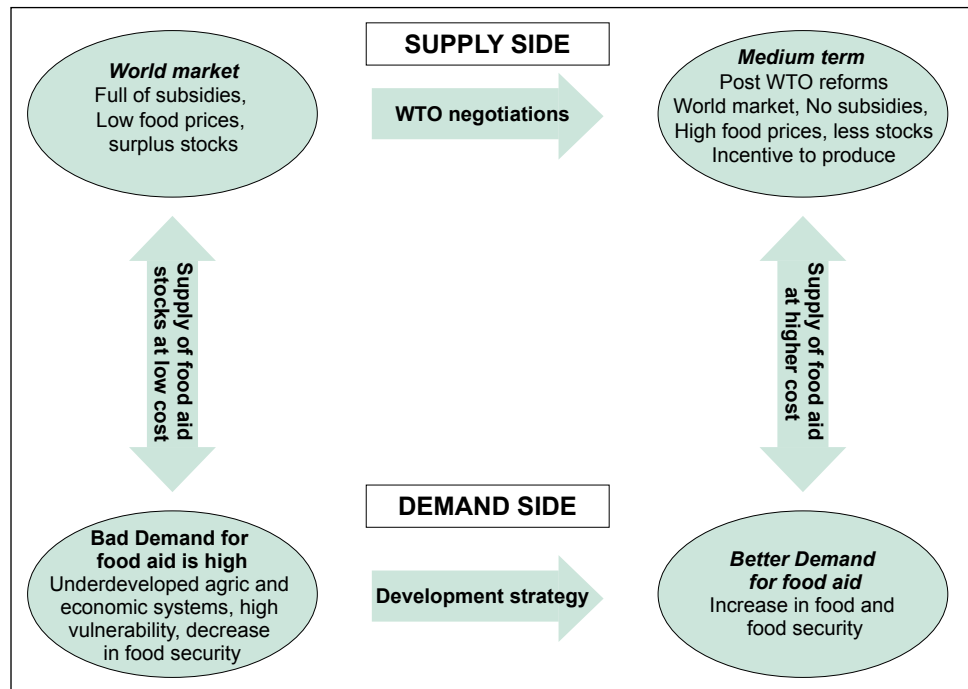 SUPPLY SIDE
World market
Full of subsidies,
Low food prices,
surplus stocks
WTO negotiations
Medium term
Post WTO reforms
World market, No subsidies,
High food prices, less stocks
Incentive to produce
Supply of food aid
stocks at low cost
Supply of food aid
at higher cost
DEMAND SIDE
Bad Demand for
food aid is high
Underdeveloped agric and
economic systems, high
vulnerability, decrease
in food security
Development strategy
Better Demand
for food aid
Increase in food and
food security